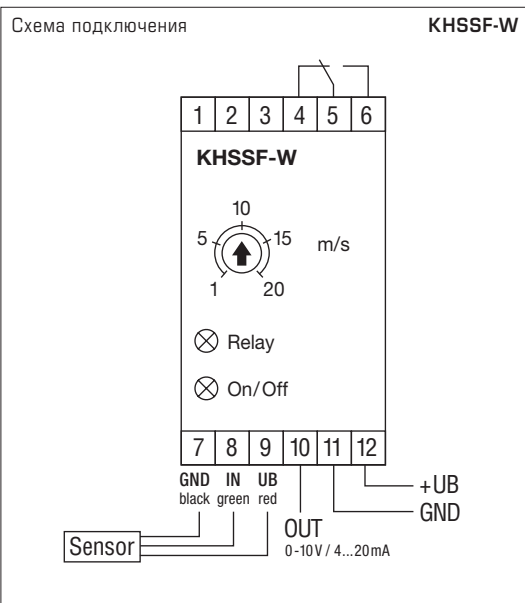 Схема подключения KHSSF-W
1 2 3 4 5 6
KHSSF-W
10
5 15 m/s
1 20
Relay
On/Off
7 8 9 10 11 12
GND IN UB
black green red
+UB
GND
OUT
0-10V / 4...20mA
Sensor